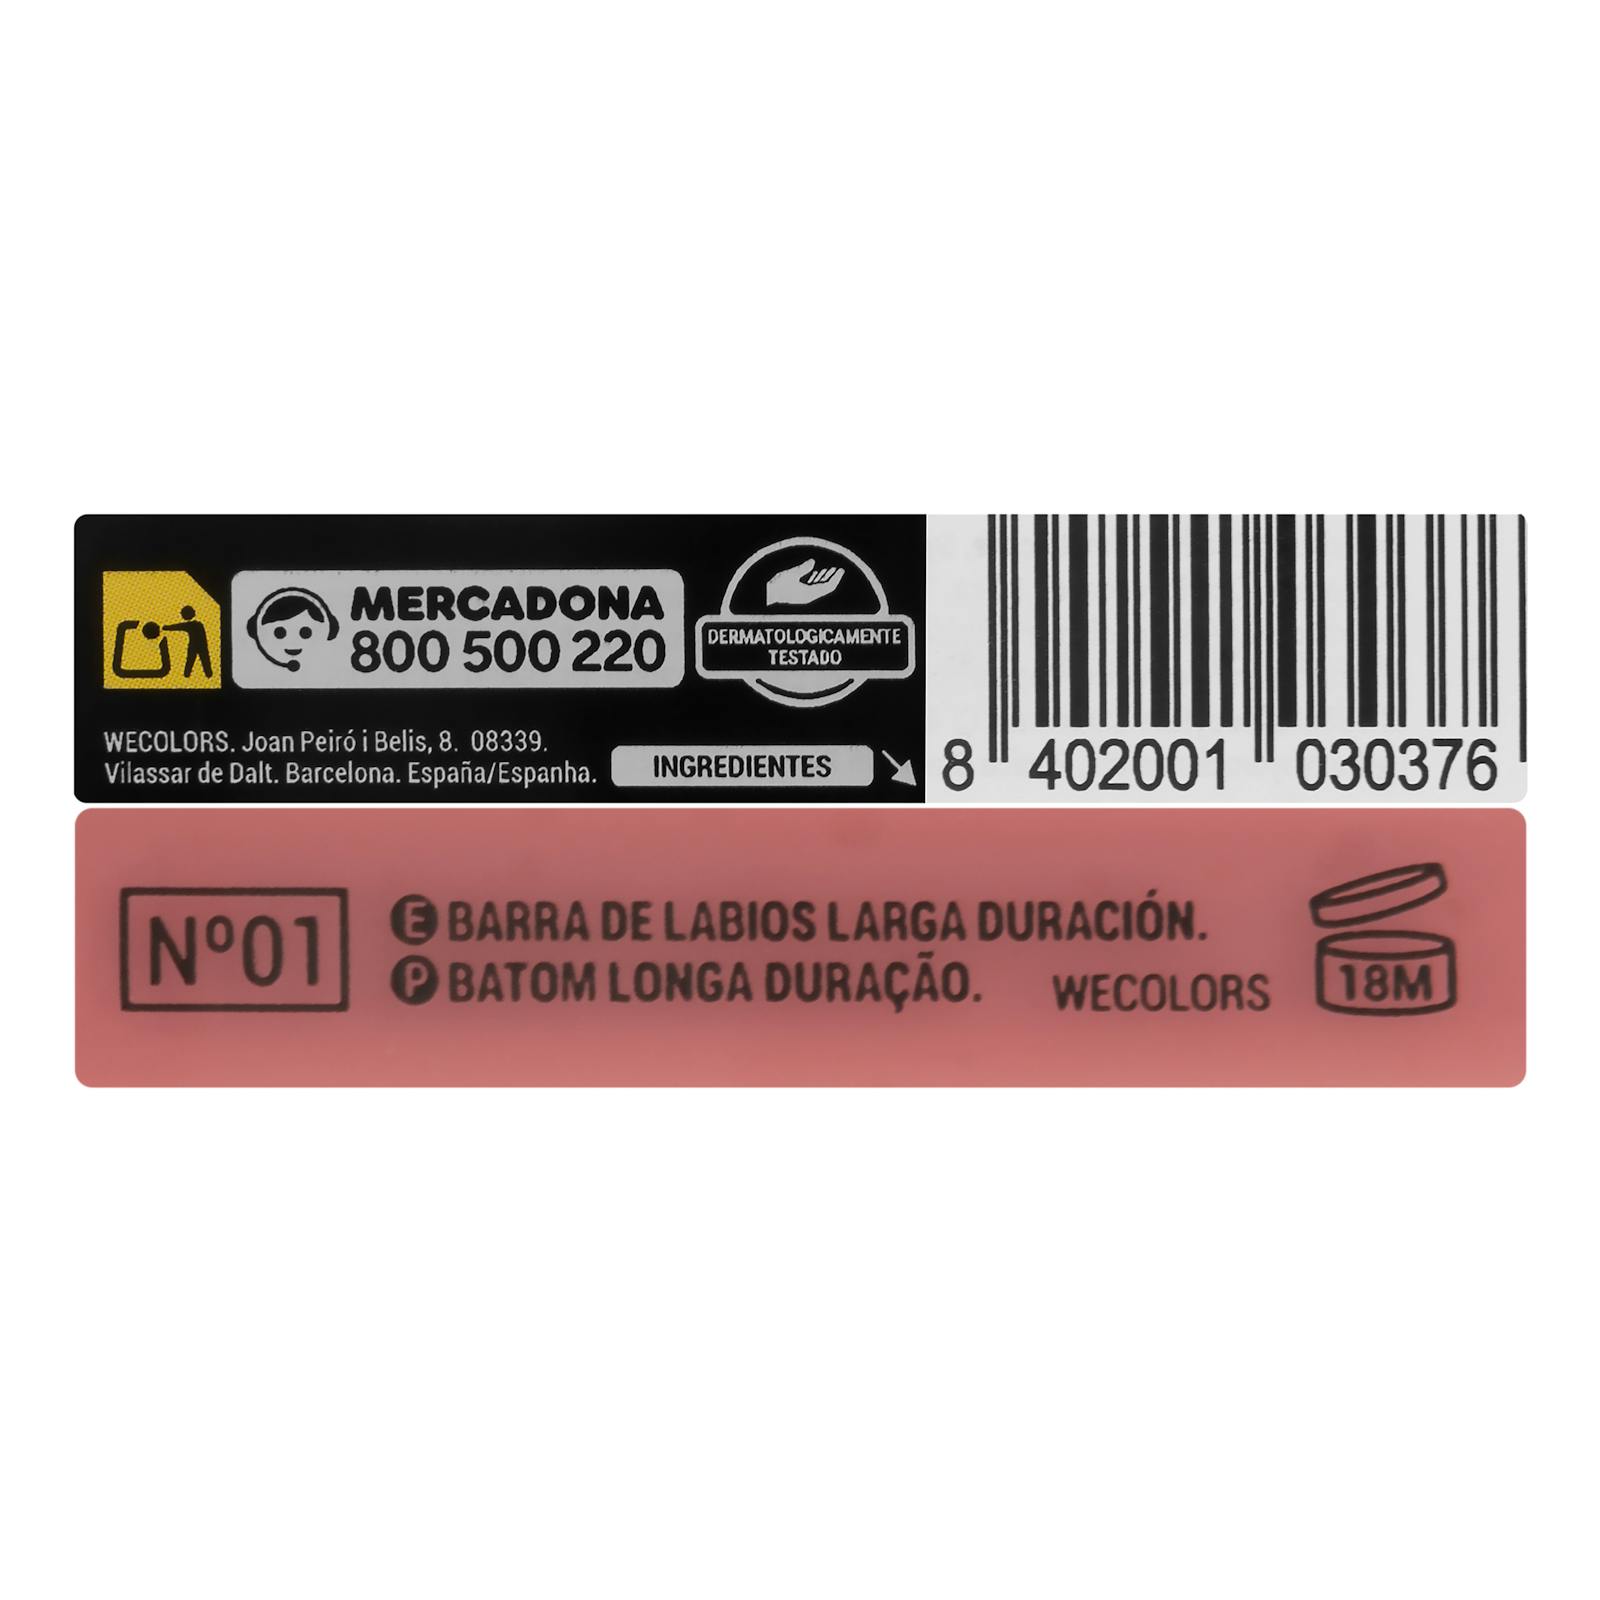 MERCADONA
800 500 220
DERMATOLOGICAMENTE
TESTADO
WECOLORS. Joan Peiró i Belis, 8. 08339.
Vilassar de Dalt. Barcelona. España/Espanha.
INGREDIENTES
8 402001 030376
Nº01
E BARRA DE LABIOS LARGA DURACIÓN.
P BATOM LONGA DURAÇÃO.
WECOLORS
18M